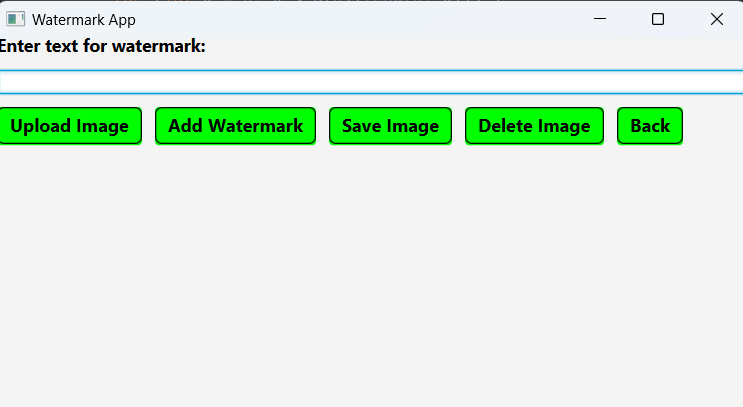 Watermark App
Enter text for watermark:
Upload Image Add Watermark Save Image Delete Image Back